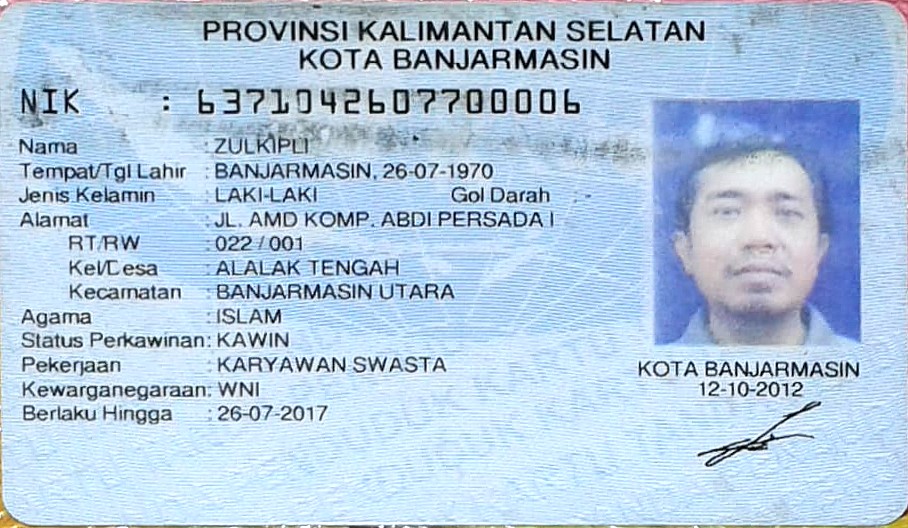 PROVINSI KALIMANTAN SELATAN
KOTA BANJARMASIN
NIK : 6371042607700006
Nama : ZULKIPLI
Tempat/Tgl Lahir : BANJARMASIN, 26-07-1970
Jenis Kelamin : LAKI-LAKI Gol Darah : -
Alamat : JL. AMD KOMP. ABDI PERSADA I
RT/RW : 022 / 001
Kel/Desa : ALALAK TENGAH
Kecamatan : BANJARMASIN UTARA
Agama : ISLAM
Status Perkawinan: KAWIN
Pekerjaan : KARYAWAN SWASTA
Kewarganegaraan: WNI
Berlaku Hingga : 26-07-2017
KOTA BANJARMASIN
12-10-2012